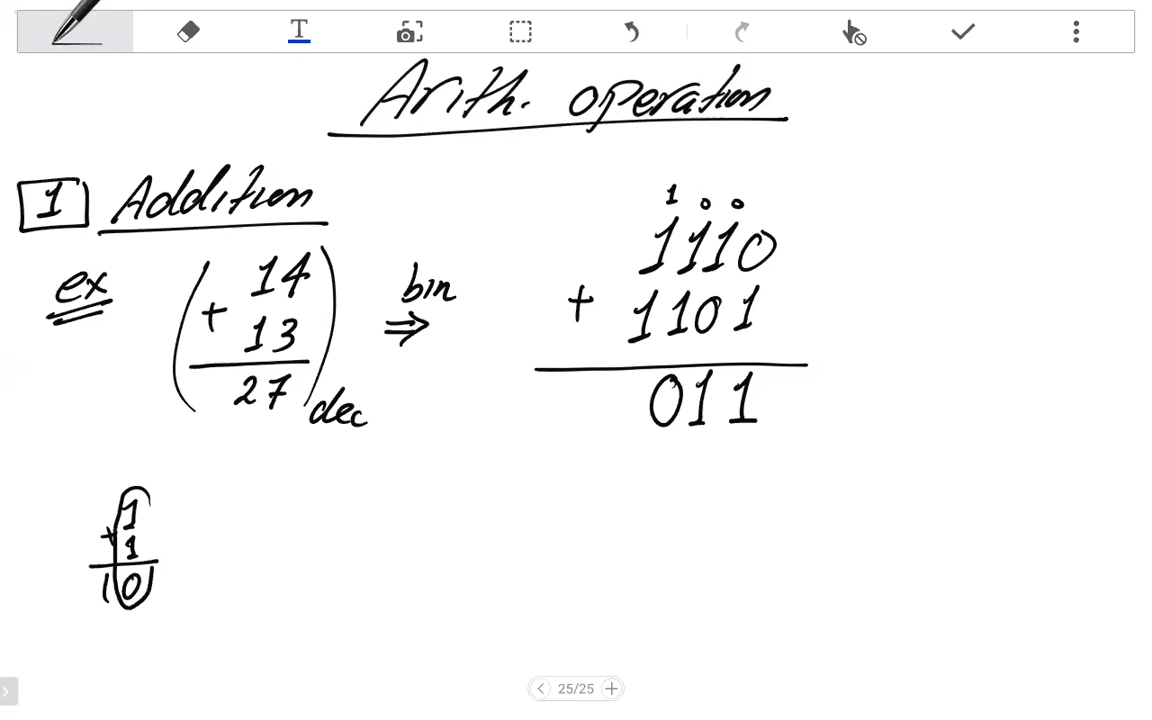 T
Arith. operation
1 Addition
ex
14
+ 13
27
dec
bin
⇒
1 0 0
1110
+ 1101
011
1
+ 1
10
25/25